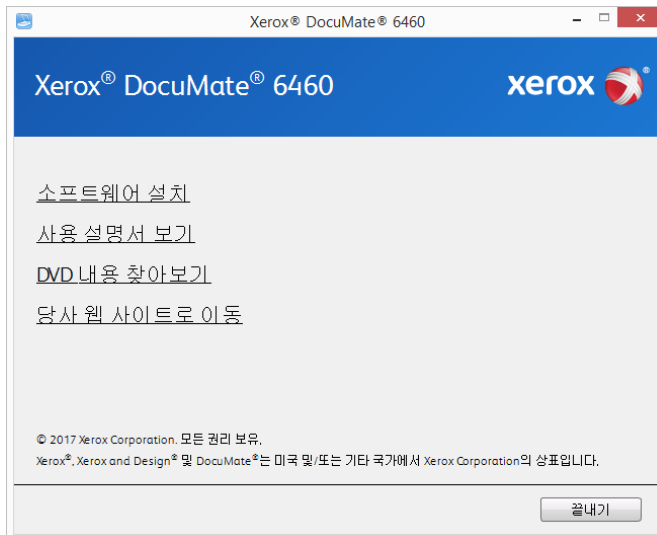 Xerox® DocuMate® 6460
Xerox® DocuMate® 6460
xerox ®
소프트웨어 설치
사용 설명서 보기
DVD 내용 찾아보기
당사 웹 사이트로 이동
© 2017 Xerox Corporation. 모든 권리 보유.
Xerox®, Xerox and Design® 및 DocuMate®는 미국 및/또는 기타 국가에서 Xerox Corporation의 상표입니다.
끝내기